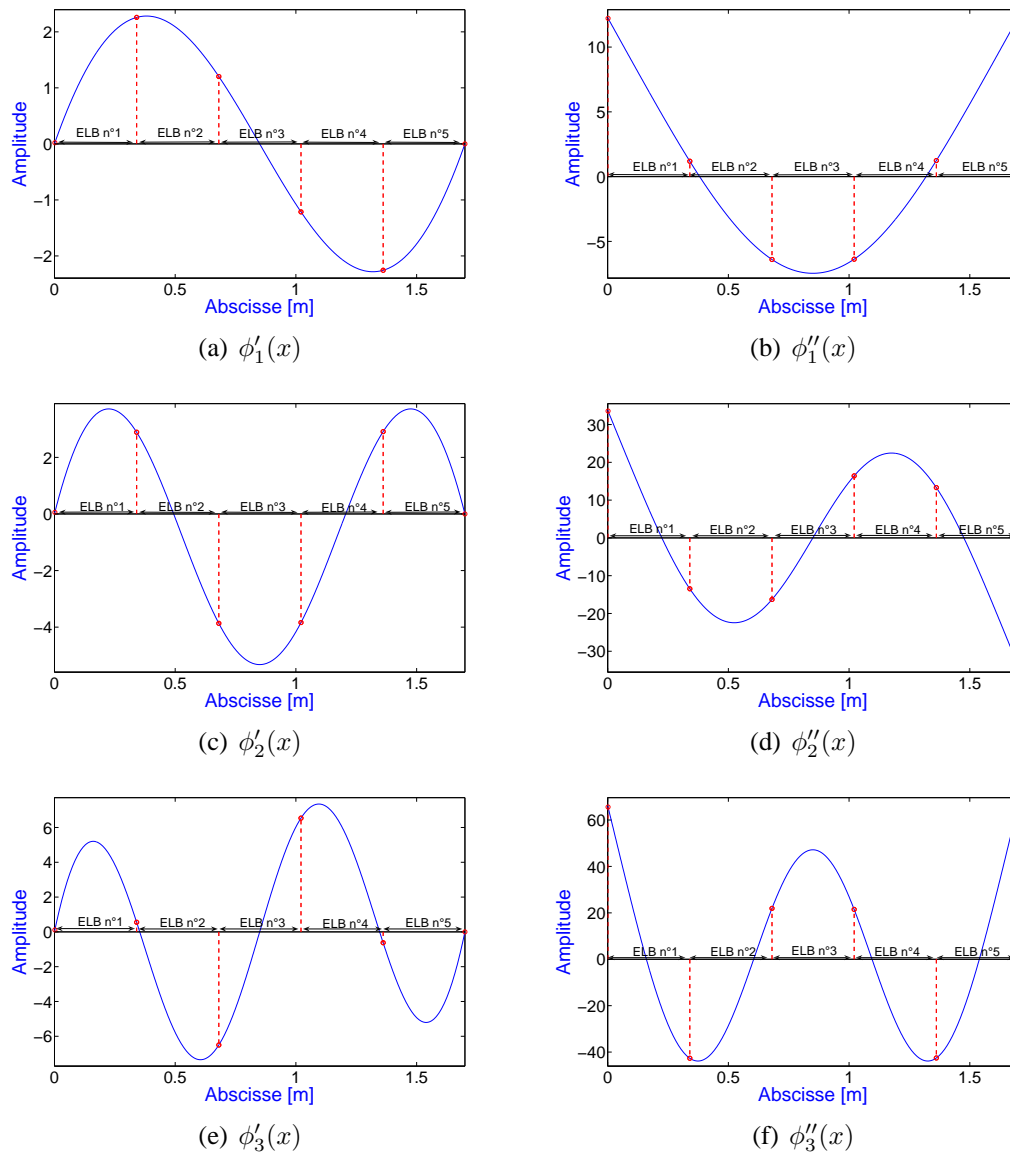 2
1
0
−1
−2
Amplitude
ELB n°1 ELB n°2 ELB n°3 ELB n°4 ELB n°5
0 0.5 1 1.5
Abscisse [m]
(a) ϕ′₁(x)
10
5
0
−5
Amplitude
ELB n°1 ELB n°2 ELB n°3 ELB n°4 ELB n°5
0 0.5 1 1.5
Abscisse [m]
(b) ϕ″₁(x)
2
0
−2
−4
Amplitude
ELB n°1 ELB n°2 ELB n°3 ELB n°4 ELB n°5
0 0.5 1 1.5
Abscisse [m]
(c) ϕ′₂(x)
30
20
10
0
−10
−20
−30
Amplitude
ELB n°1 ELB n°2 ELB n°3 ELB n°4 ELB n°5
0 0.5 1 1.5
Abscisse [m]
(d) ϕ″₂(x)
6
4
2
0
−2
−4
−6
Amplitude
ELB n°1 ELB n°2 ELB n°3 ELB n°4 ELB n°5
0 0.5 1 1.5
Abscisse [m]
(e) ϕ′₃(x)
60
40
20
0
−20
−40
Amplitude
ELB n°1 ELB n°2 ELB n°3 ELB n°4 ELB n°5
0 0.5 1 1.5
Abscisse [m]
(f) ϕ″₃(x)